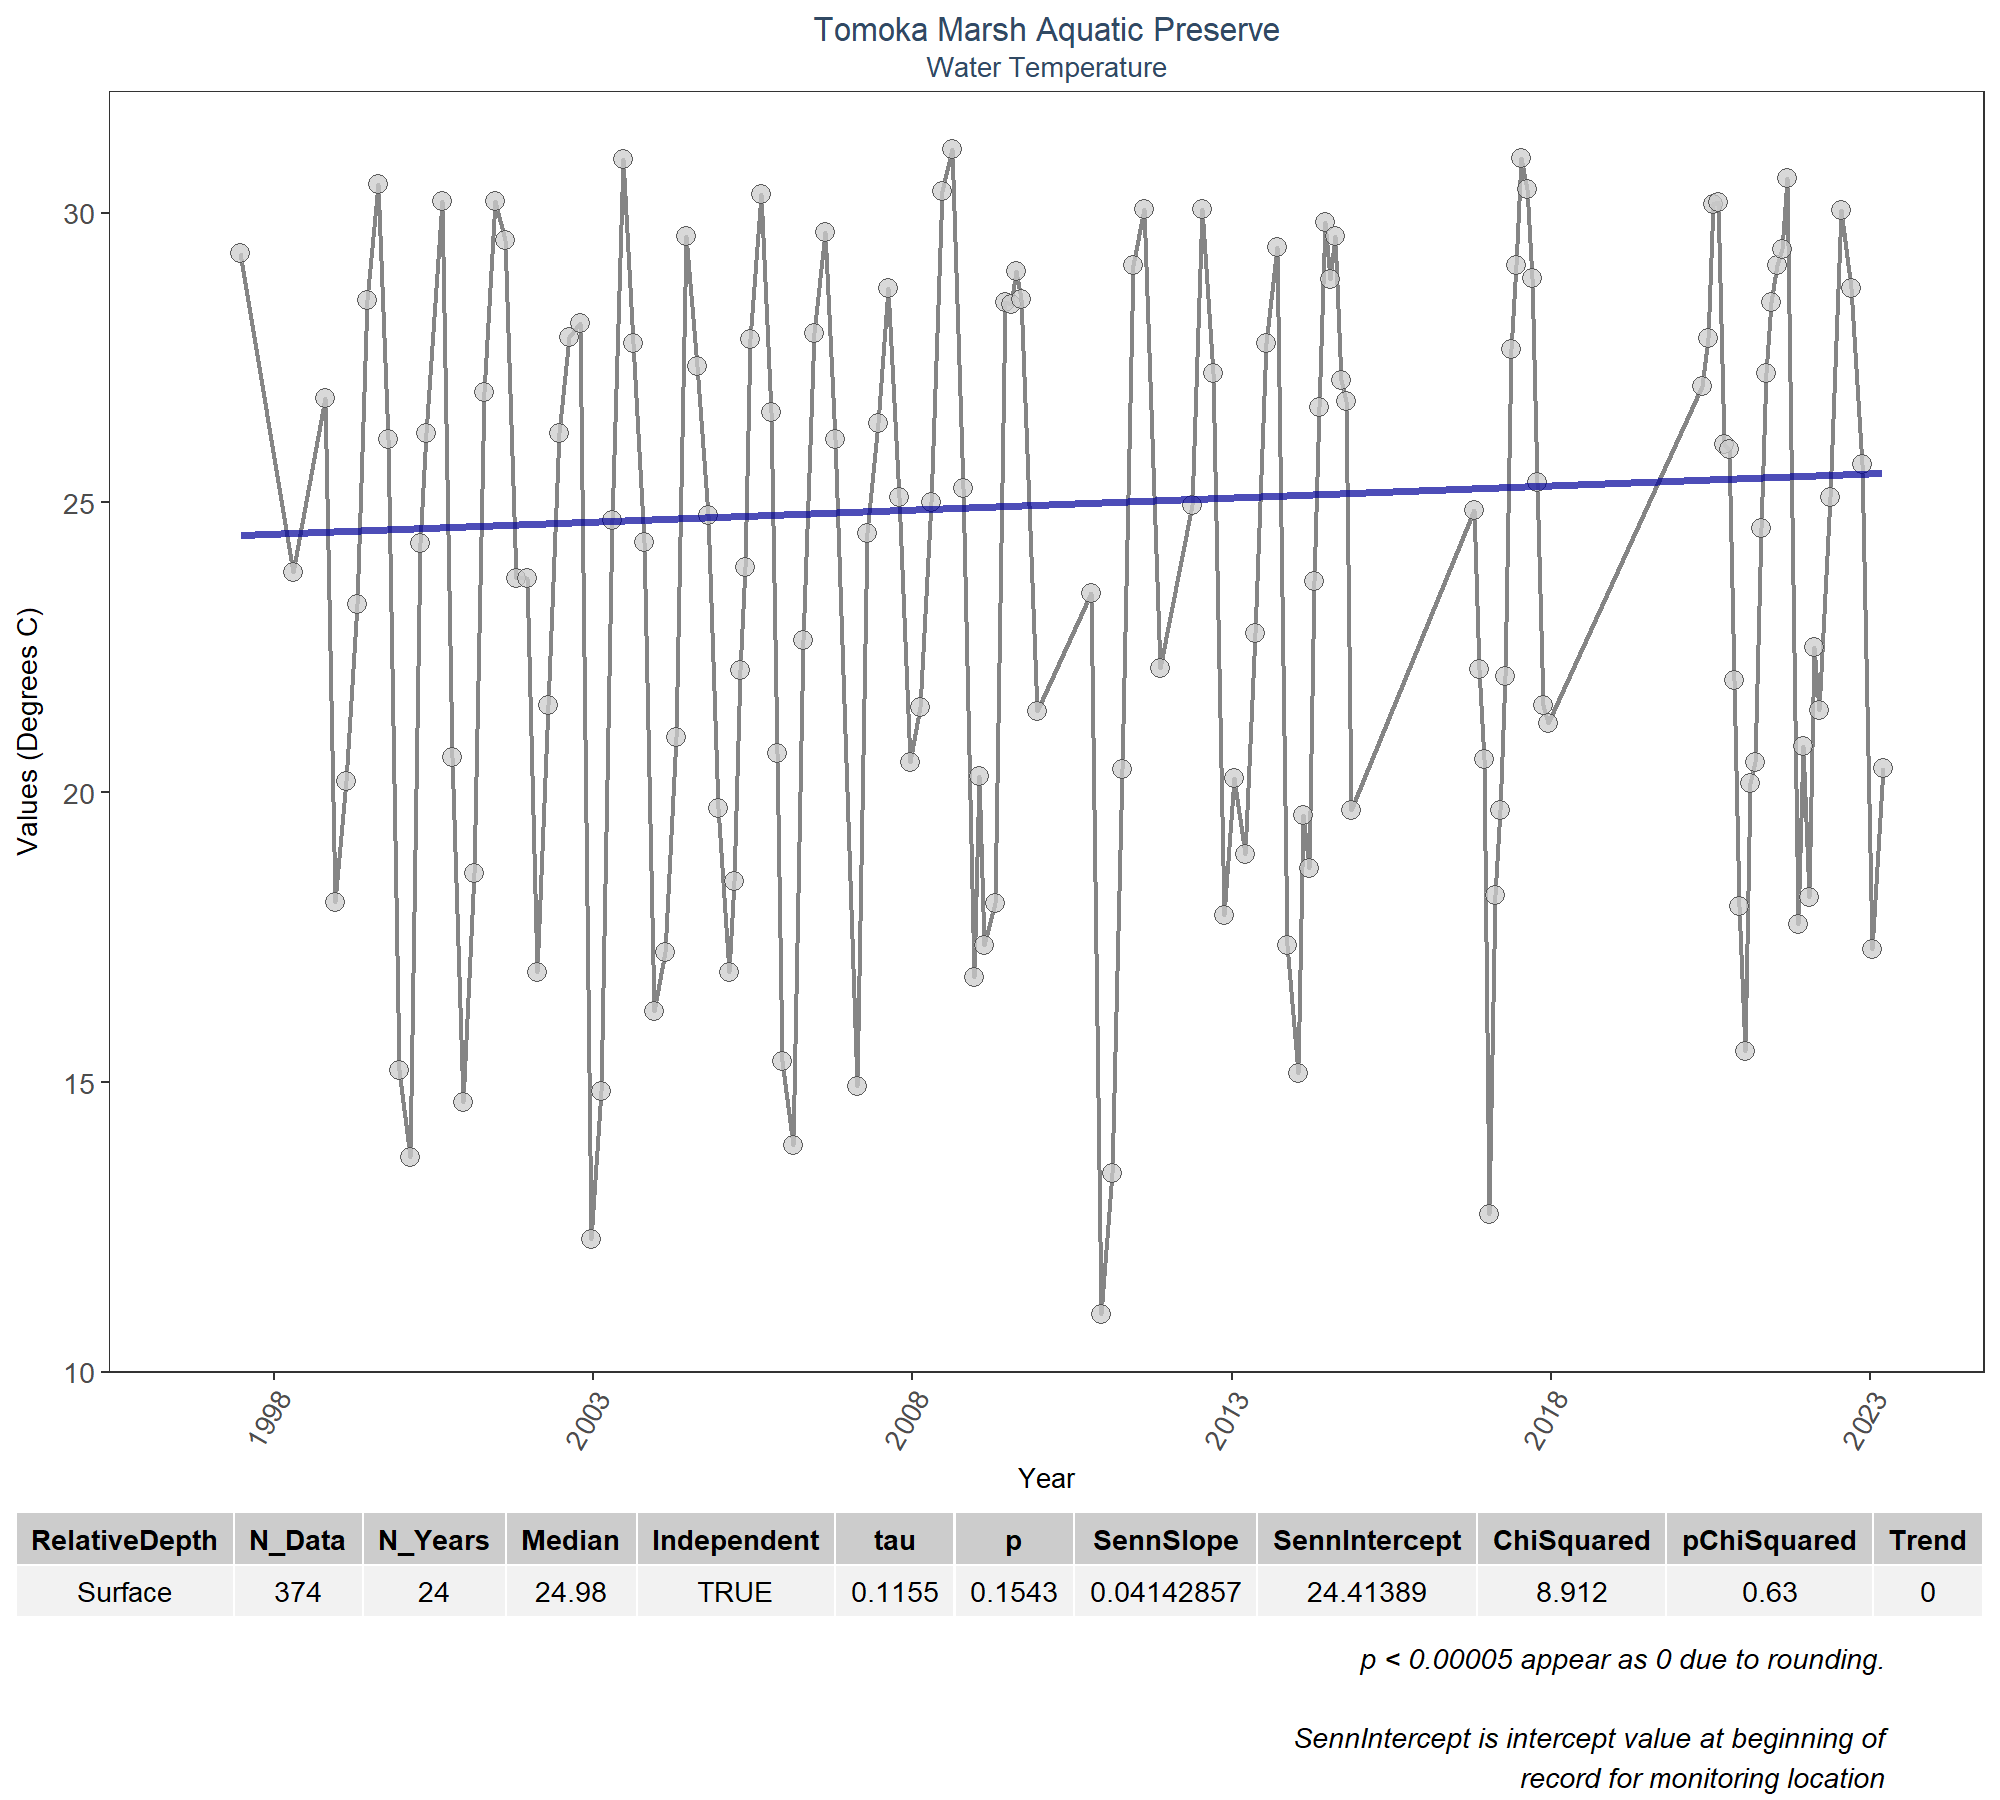 Tomoka Marsh Aquatic Preserve
Water Temperature
Values (Degrees C)
30
25
20
15
10
1998
2003
2008
2013
2018
2023
Year
RelativeDepth N_Data N_Years Median Independent tau p SennSlope SennIntercept ChiSquared pChiSquared Trend
Surface 374 24 24.98 TRUE 0.1155 0.1543 0.04142857 24.41389 8.912 0.63 0
p < 0.00005 appear as 0 due to rounding.
SennIntercept is intercept value at beginning of
record for monitoring location